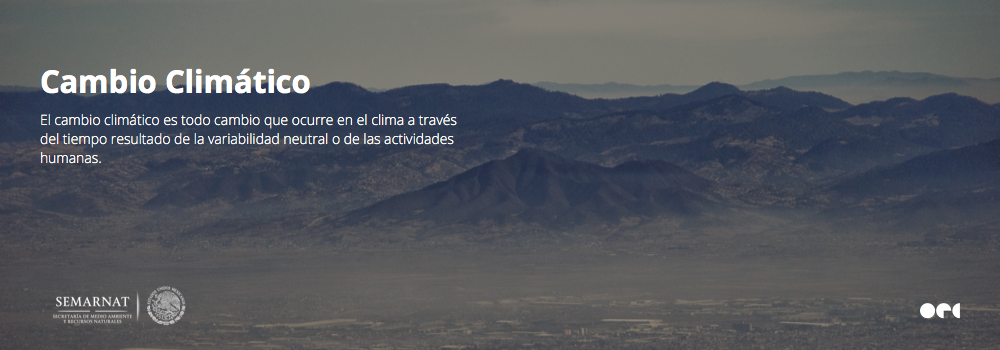 Cambio Climático
El cambio climático es todo cambio que ocurre en el clima a través
del tiempo resultado de la variabilidad neutral o de las actividades
humanas.
SEMARNAT
SECRETARÍA DE MEDIO AMBIENTE
Y RECURSOS NATURALES